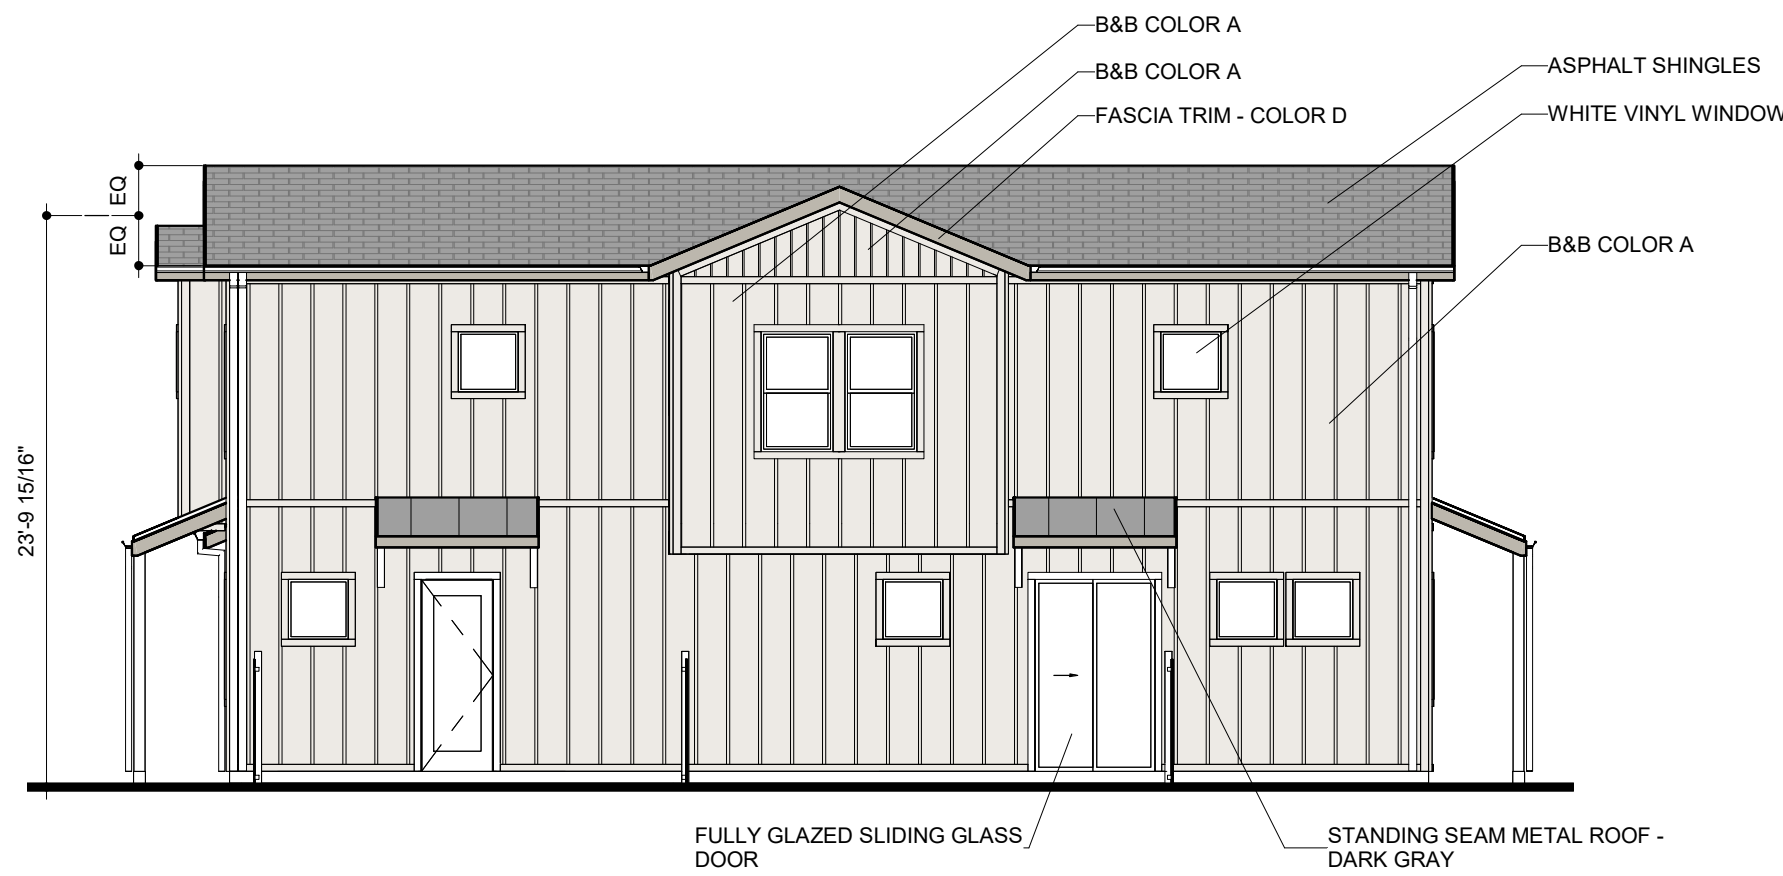 B&B COLOR A
B&B COLOR A
FASCIA TRIM - COLOR D
ASPHALT SHINGLES
WHITE VINYL WINDOW
B&B COLOR A
EQ
EQ
23'-9 15/16"
FULLY GLAZED SLIDING GLASS
DOOR
STANDING SEAM METAL ROOF -
DARK GRAY